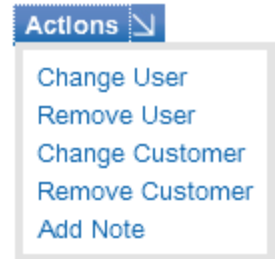 Actions
Change User
Remove User
Change Customer
Remove Customer
Add Note